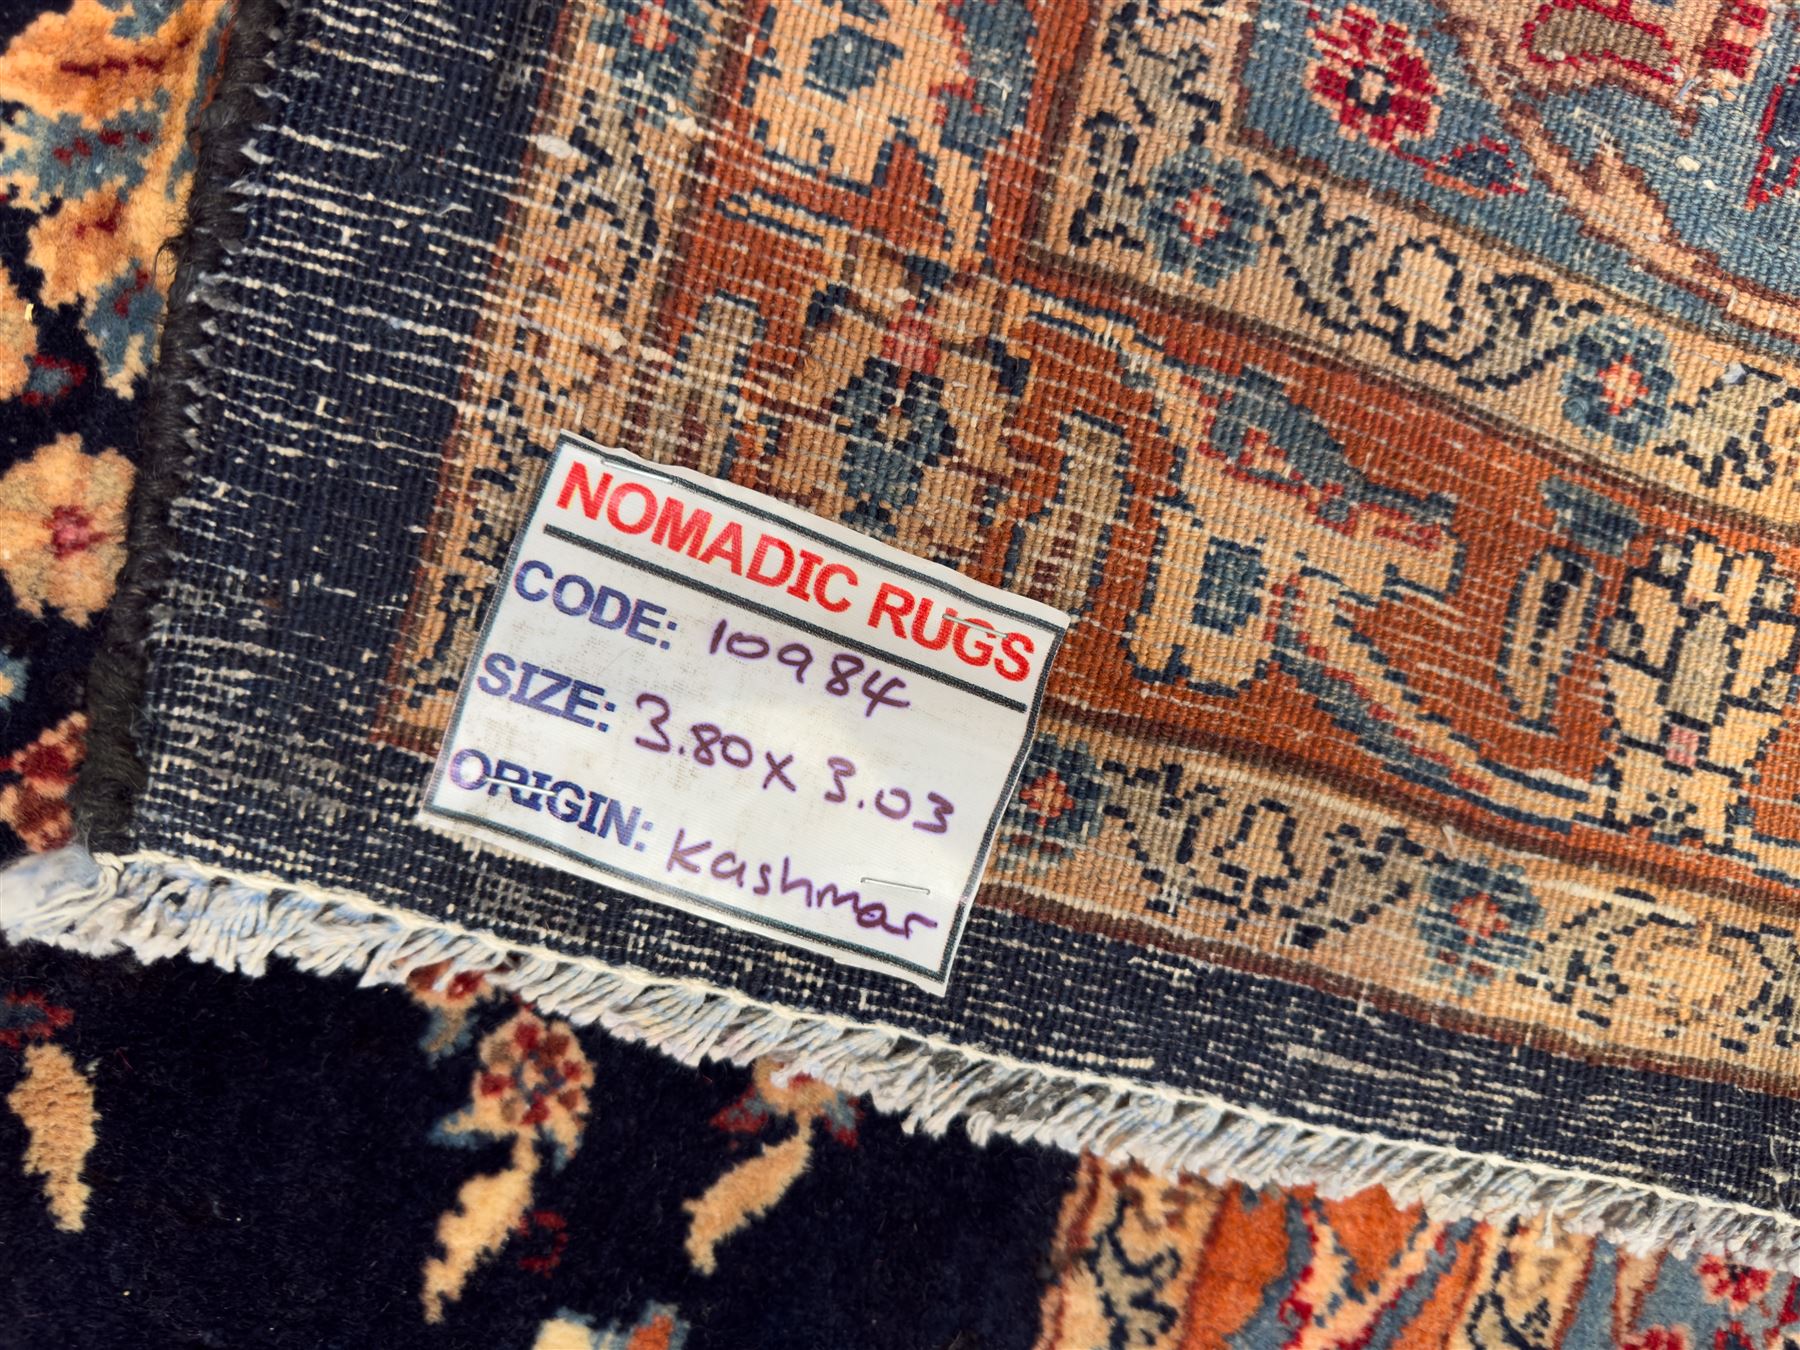 NOMADIC RUGS
CODE: 10984
SIZE: 3.80 x 3.03
ORIGIN: Kashmar